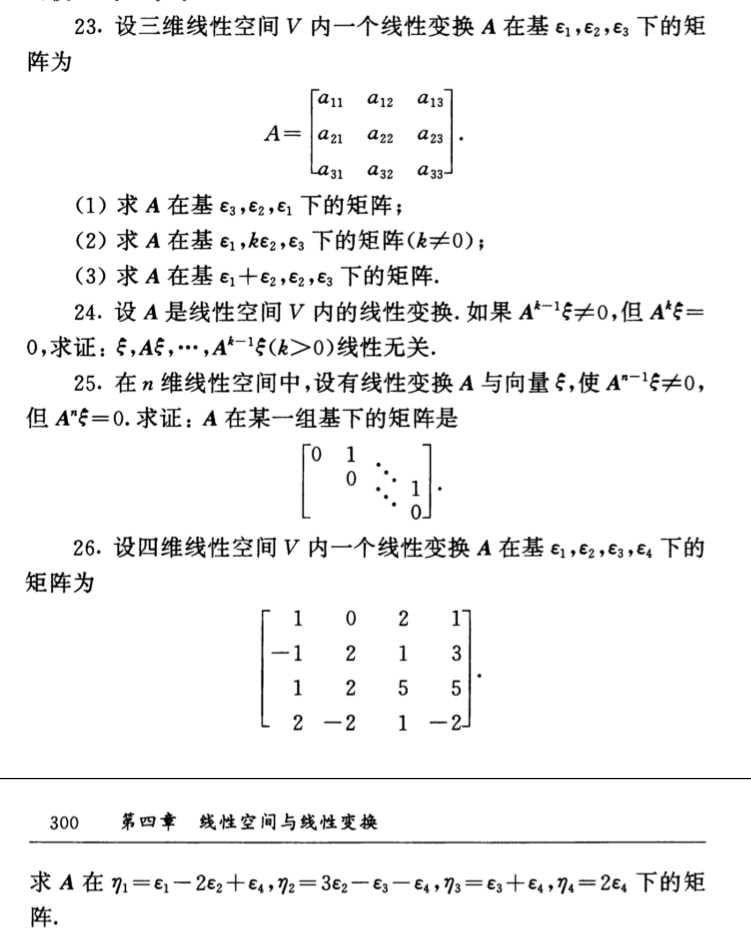 23. 设三维线性空间 V 内一个线性变换 A 在基 ε₁,ε₂,ε₃ 下的矩
阵为
A= [a₁₁ a₁₂ a₁₃
a₂₁ a₂₂ a₂₃
a₃₁ a₃₂ a₃₃].
(1) 求 A 在基 ε₃,ε₂,ε₁ 下的矩阵;
(2) 求 A 在基 ε₁,kε₂,ε₃ 下的矩阵(k≠0);
(3) 求 A 在基 ε₁+ε₂,ε₂,ε₃ 下的矩阵.
24. 设 A 是线性空间 V 内的线性变换.如果 Aᵏ⁻¹ξ≠0,但 Aᵏξ=
0,求证:ξ,Aξ,⋯,Aᵏ⁻¹ξ(k>0)线性无关.
25. 在 n 维线性空间中,设有线性变换 A 与向量 ξ,使 Aⁿ⁻¹ξ≠0,
但 Aⁿξ=0.求证:A 在某一组基下的矩阵是
[0 1 ⋱
0 ⋱ 1
0].
26. 设四维线性空间 V 内一个线性变换 A 在基 ε₁,ε₂,ε₃,ε₄ 下的
矩阵为
[1 0 2 1
−1 2 1 3
1 2 5 5
2 −2 1 −2].
300 第四章 线性空间与线性变换
求 A 在 η₁=ε₁−2ε₂+ε₄,η₂=3ε₂−ε₃−ε₄,η₃=ε₃+ε₄,η₄=2ε₄ 下的矩
阵.